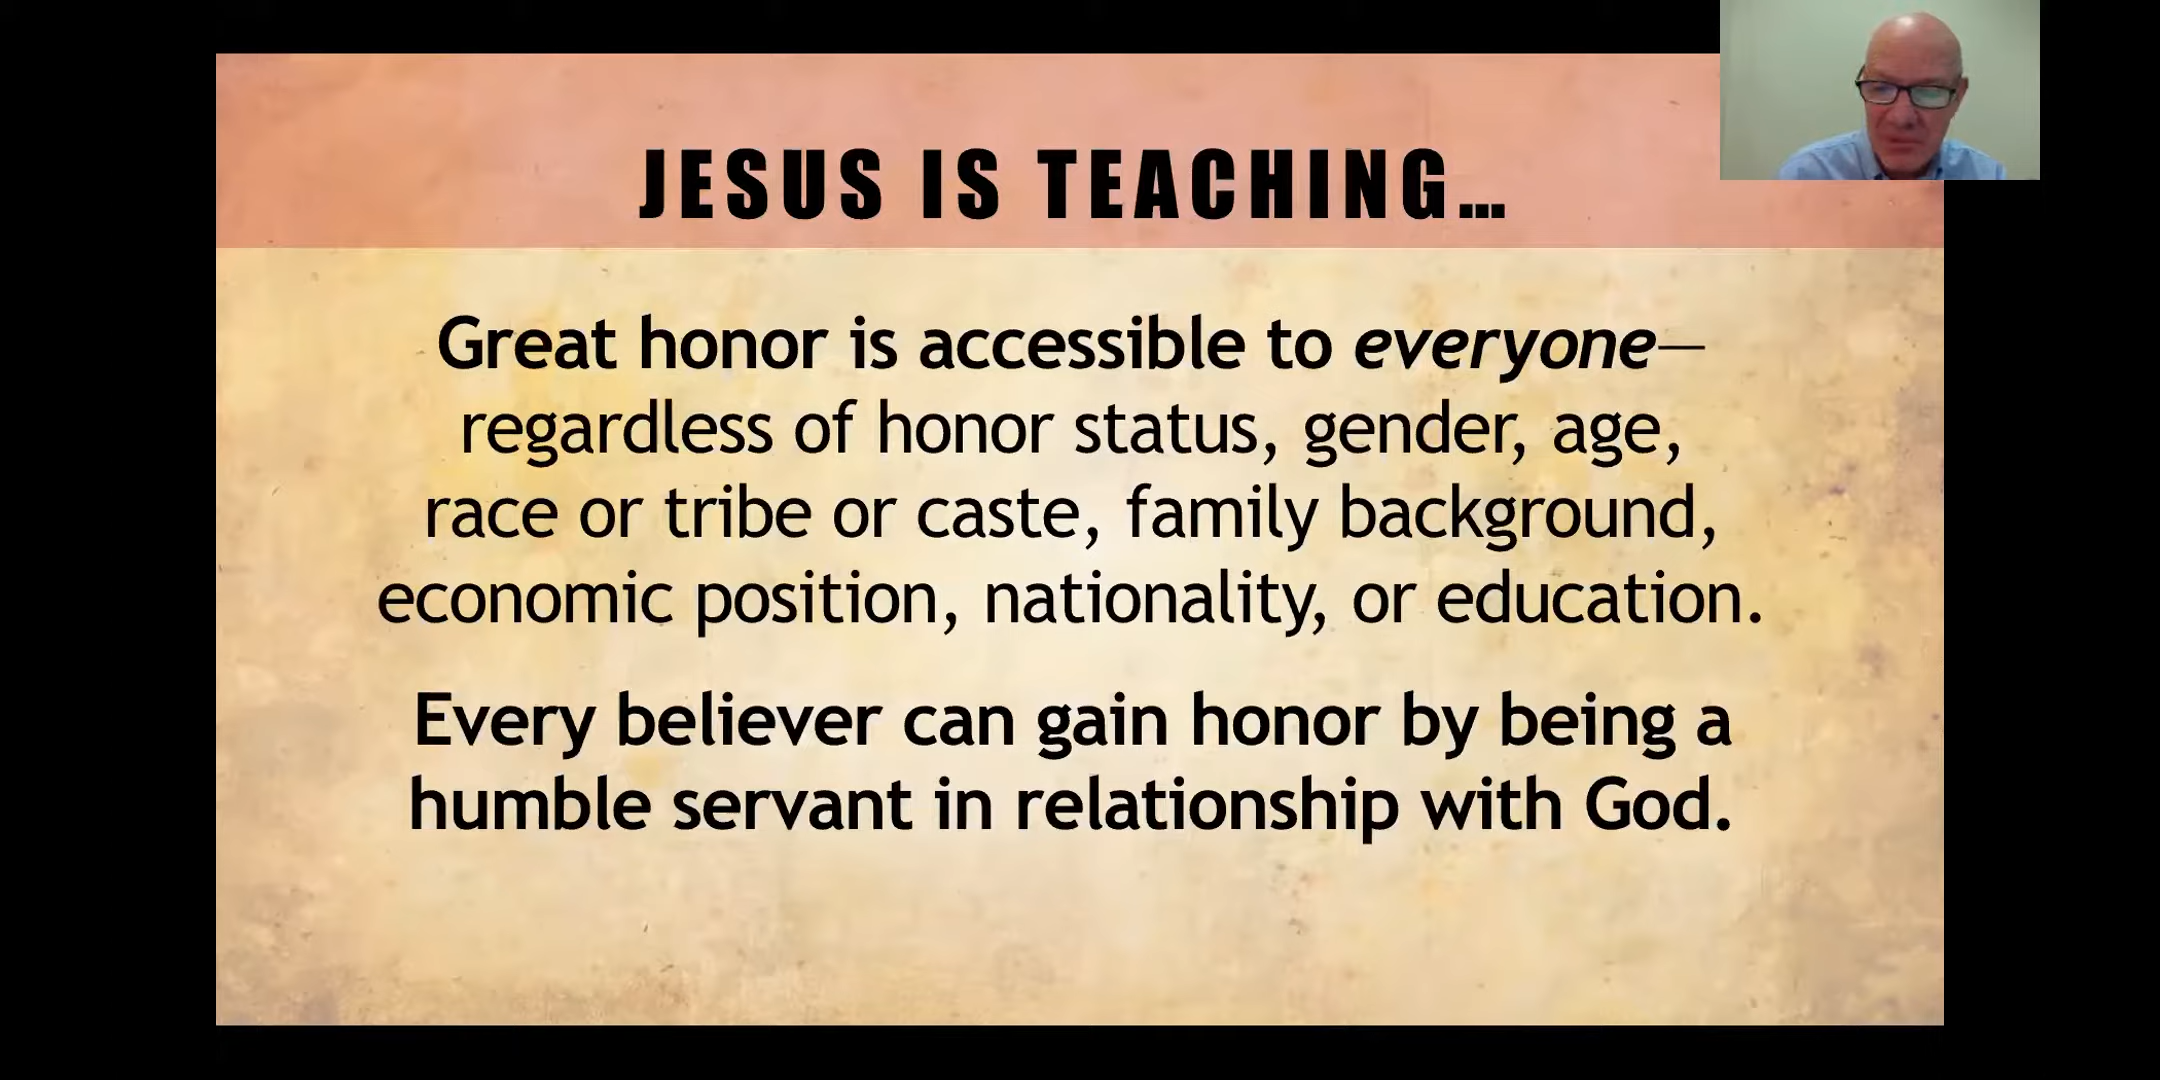 JESUS IS TEACHING…
Great honor is accessible to everyone—
regardless of honor status, gender, age,
race or tribe or caste, family background,
economic position, nationality, or education.
Every believer can gain honor by being a
humble servant in relationship with God.